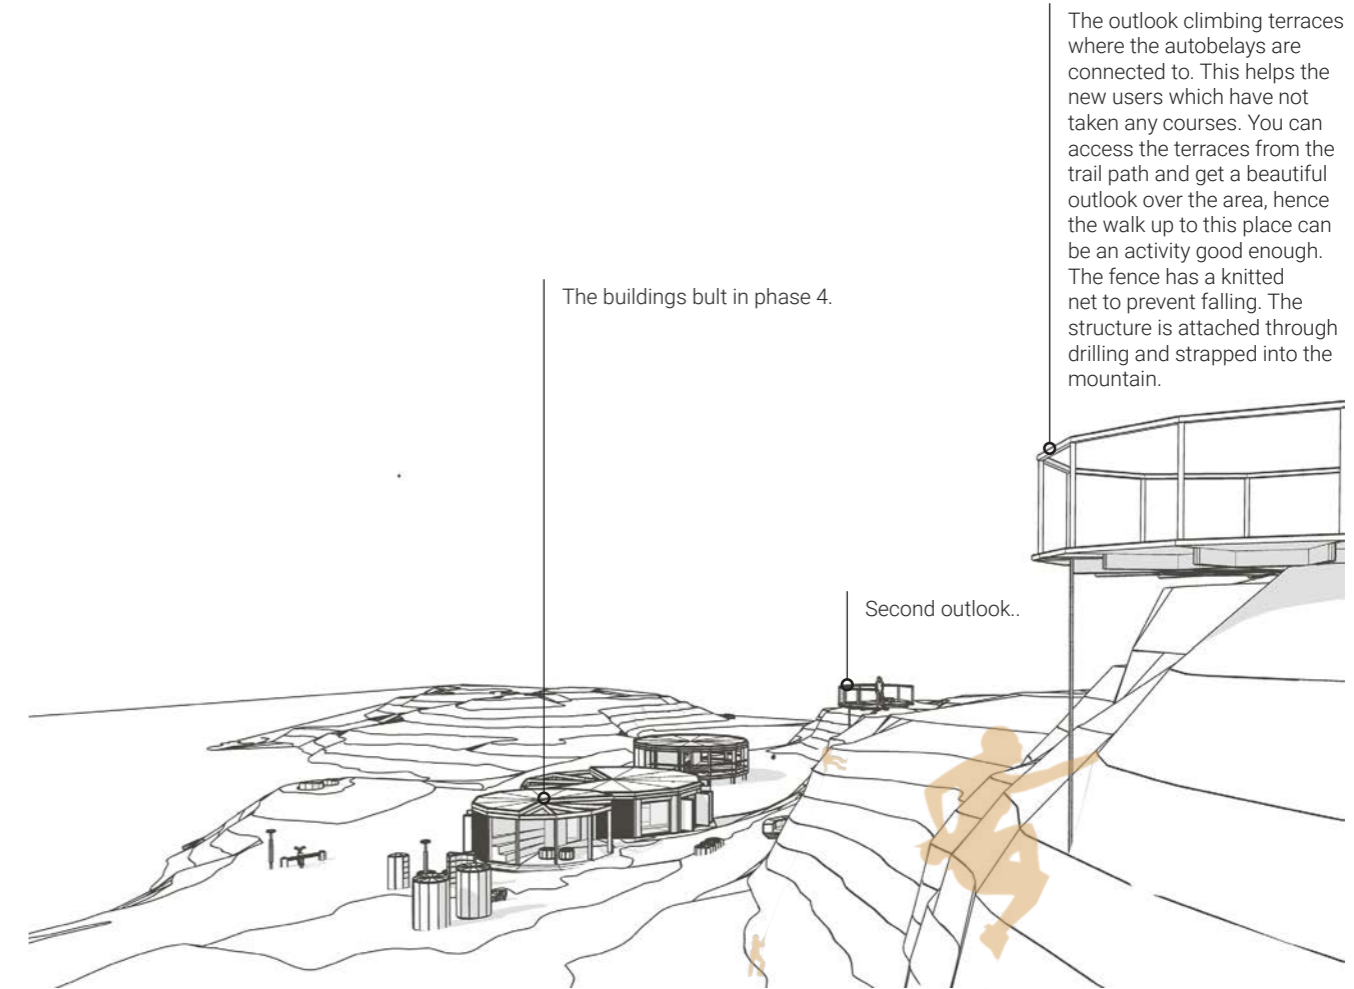 The outlook climbing terraces
where the autobelays are
connected to. This helps the
new users which have not
taken any courses. You can
access the terraces from the
trail path and get a beautiful
outlook over the area, hence
the walk up to this place can
be an activity good enough.
The fence has a knitted
net to prevent falling. The
structure is attached through
drilling and strapped into the
mountain.
The buildings bult in phase 4.
Second outlook..